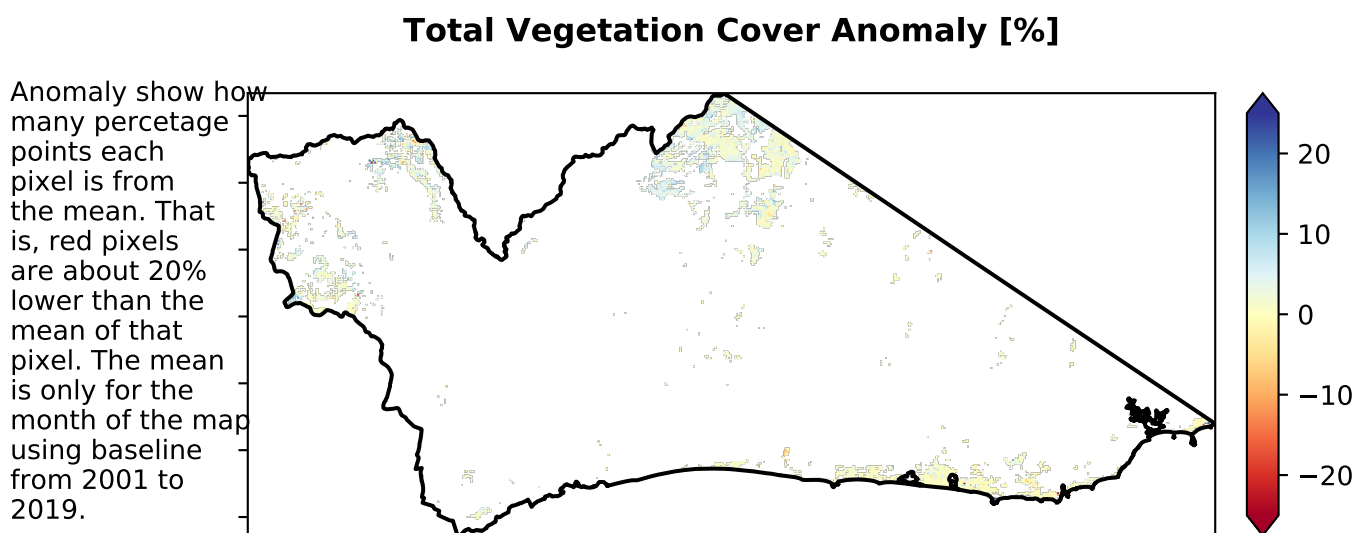 Total Vegetation Cover Anomaly [%]
Anomaly show how
many percetage
points each
pixel is from
the mean. That
is, red pixels
are about 20%
lower than the
mean of that
pixel. The mean
is only for the
month of the map
using baseline
from 2001 to
2019.
20
10
0
−10
−20